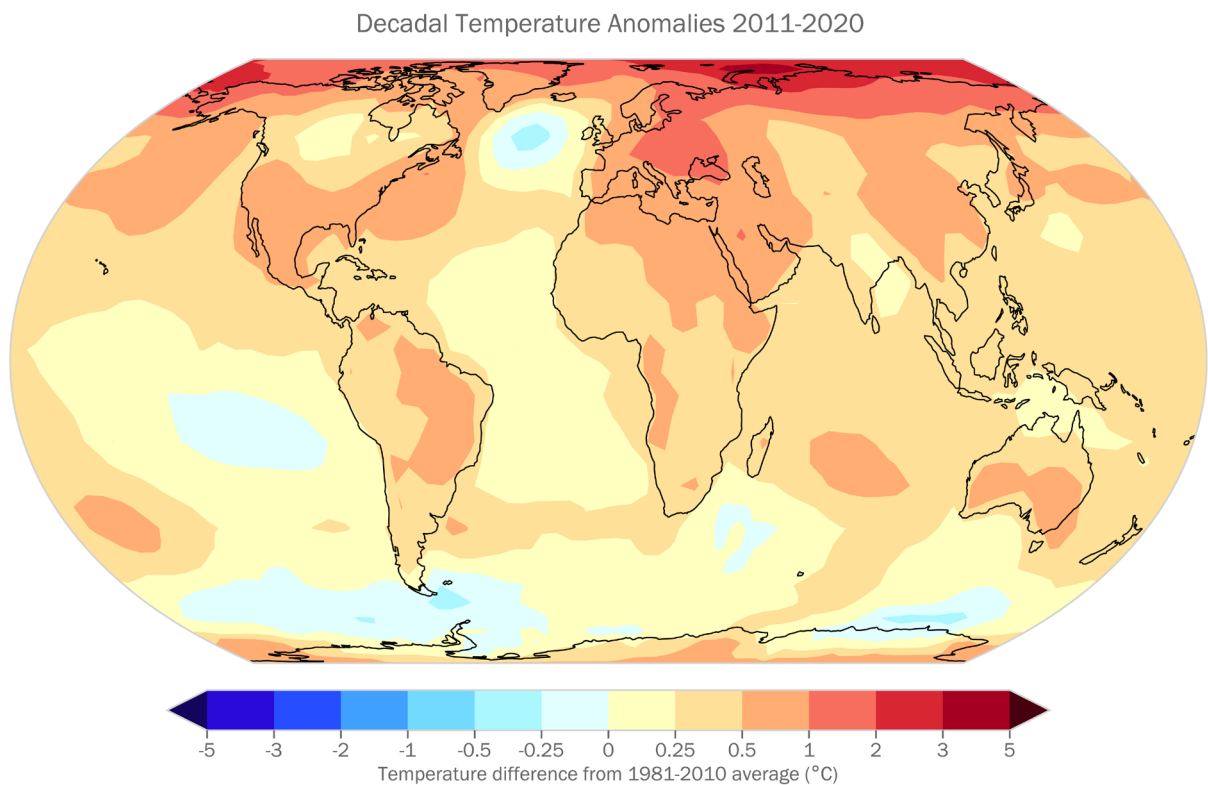 Decadal Temperature Anomalies 2011-2020
-5 -3 -2 -1 -0.5 -0.25 0 0.25 0.5 1 2 3 5
Temperature difference from 1981-2010 average (°C)